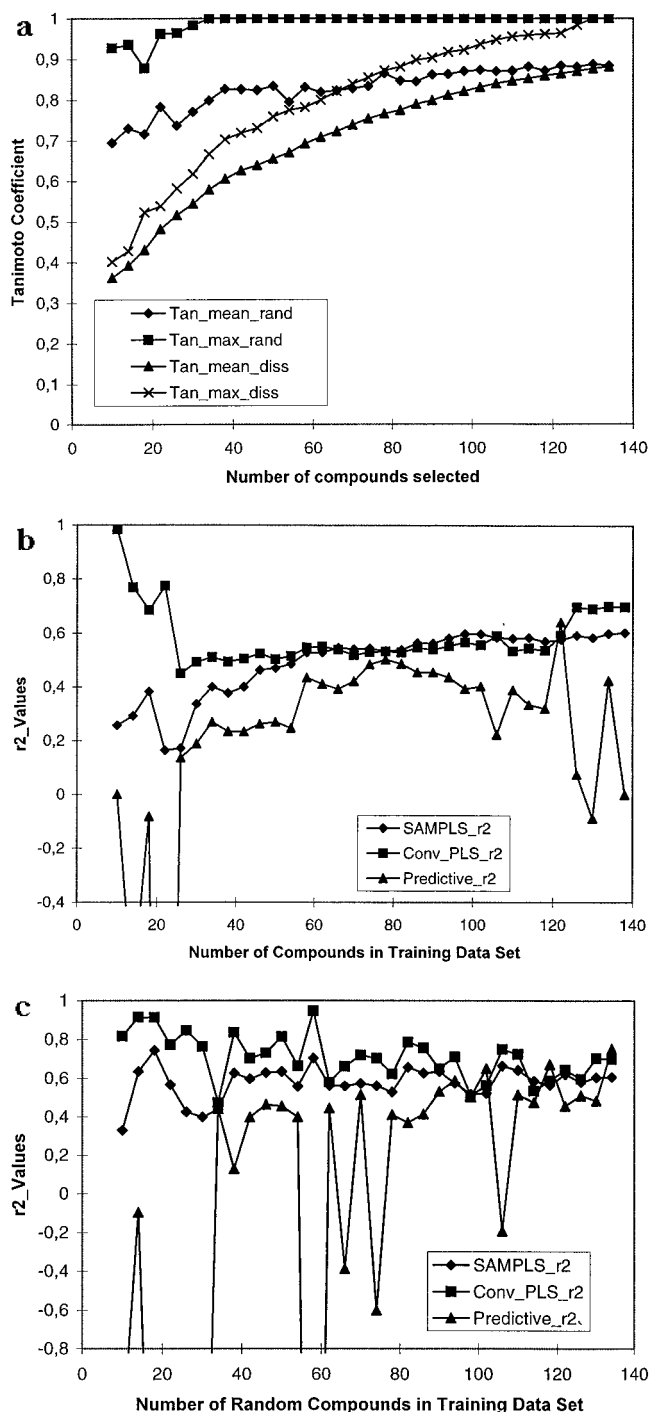 a
1
0,9
0,8
0,7
0,6
0,5
0,4
0,3
0,2
0,1
0
Tanimoto Coefficient
Tan_mean_rand
Tan_max_rand
Tan_mean_diss
Tan_max_diss
0 20 40 60 80 100 120 140
Number of compounds selected
b
1
0,8
0,6
0,4
0,2
0
-0,2
-0,4
r2_Values
SAMPLS_r2
Conv_PLS_r2
Predictive_r2
0 20 40 60 80 100 120 140
Number of Compounds in Training Data Set
c
1
0,8
0,6
0,4
0,2
0
-0,2
-0,4
-0,6
-0,8
r2_Values
SAMPLS_r2
Conv_PLS_r2
Predictive_r2
0 20 40 60 80 100 120 140
Number of Random Compounds in Training Data Set